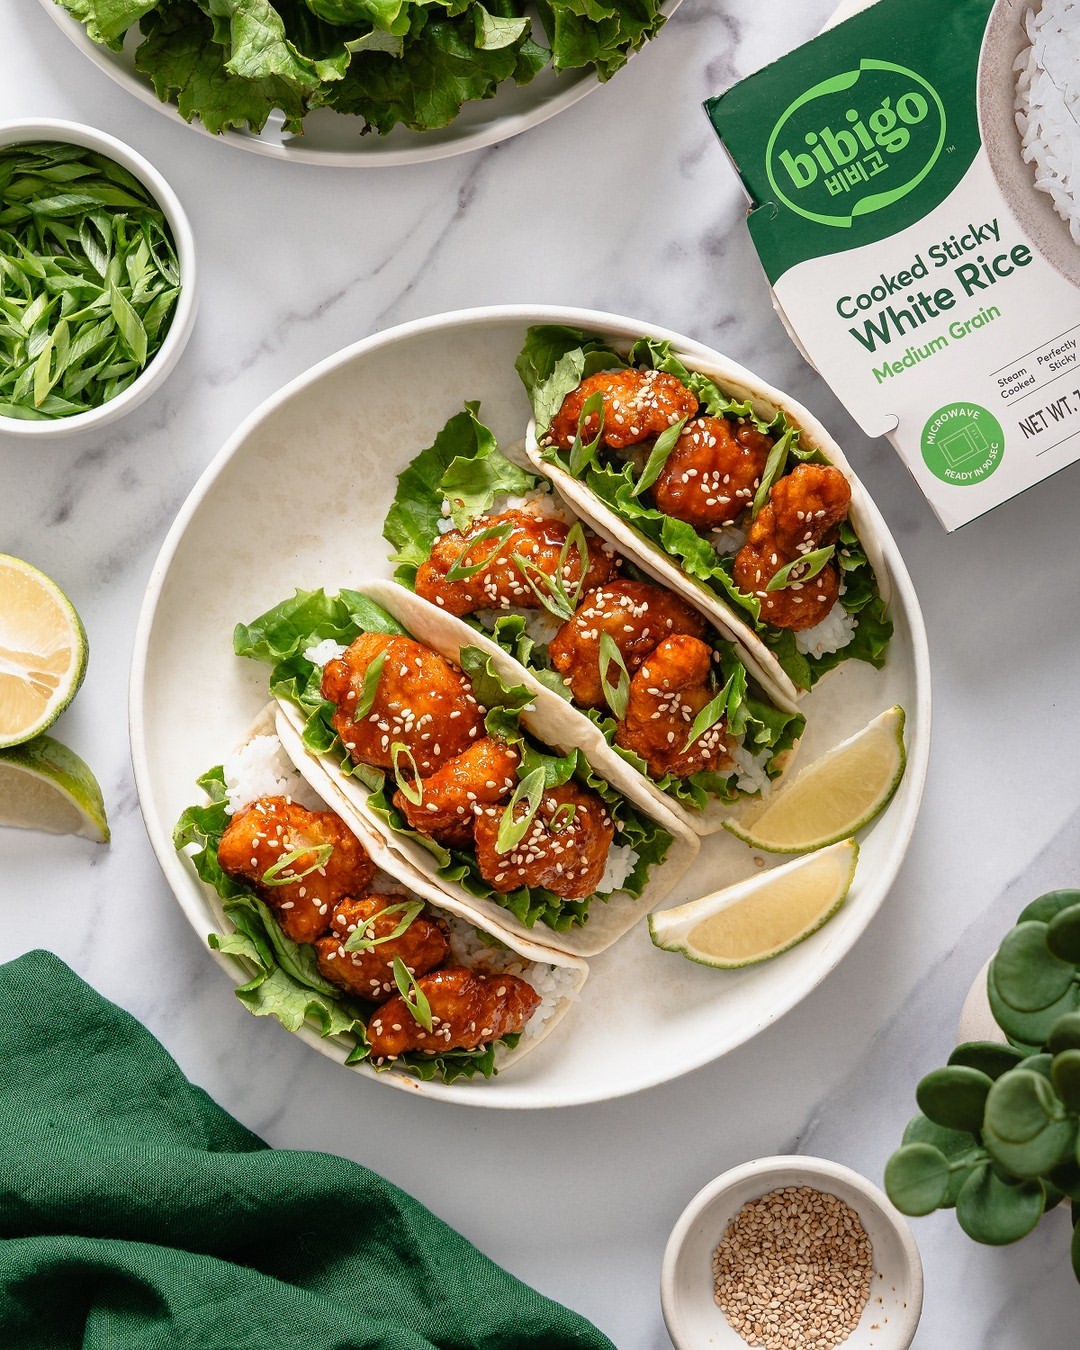 bibigo
비비고
TM
Cooked Sticky
White Rice
Medium Grain
Steam
Cooked
Perfectly
Sticky
NET WT.
MICROWAVE
READY IN 90 SEC